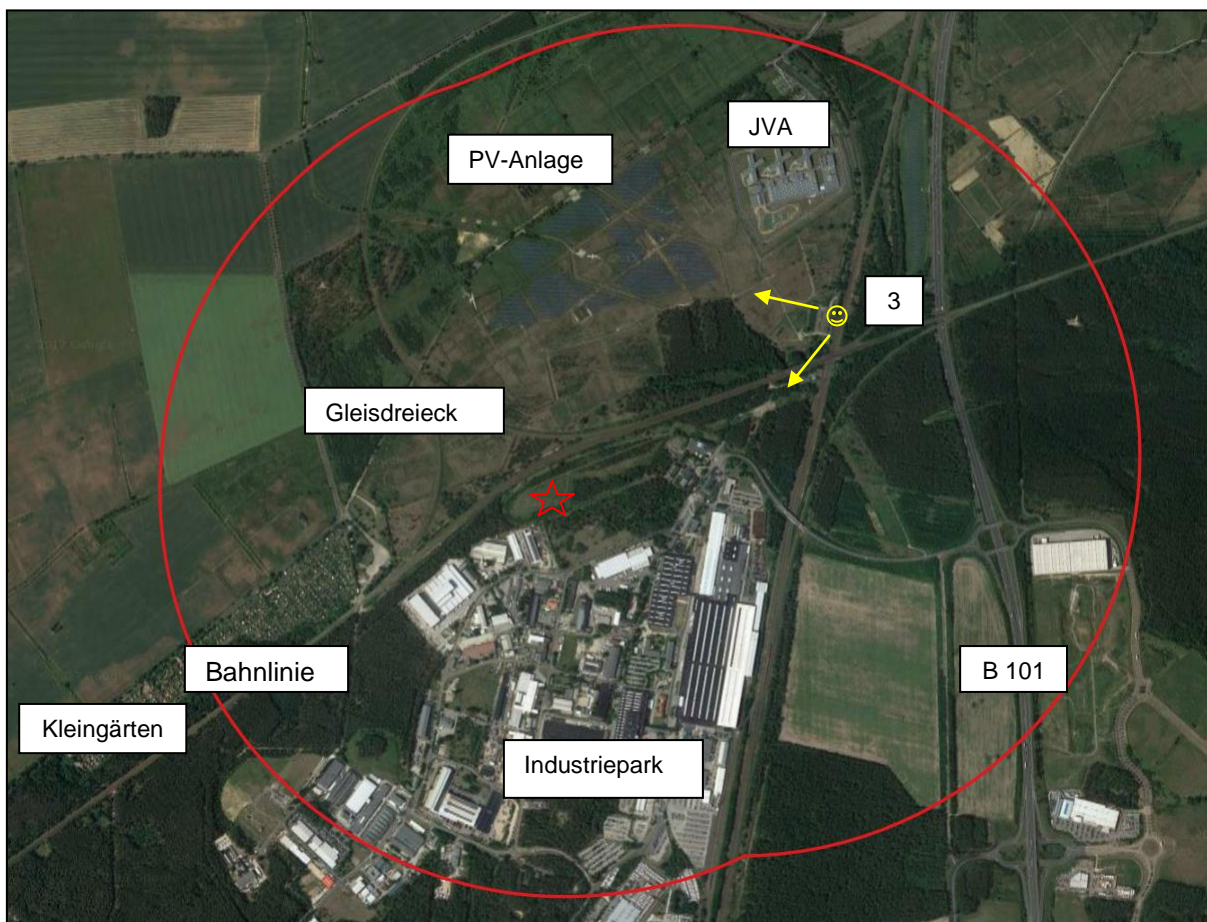 JVA
PV-Anlage
3
Gleisdreieck
Bahnlinie
B 101
Kleingärten
Industriepark